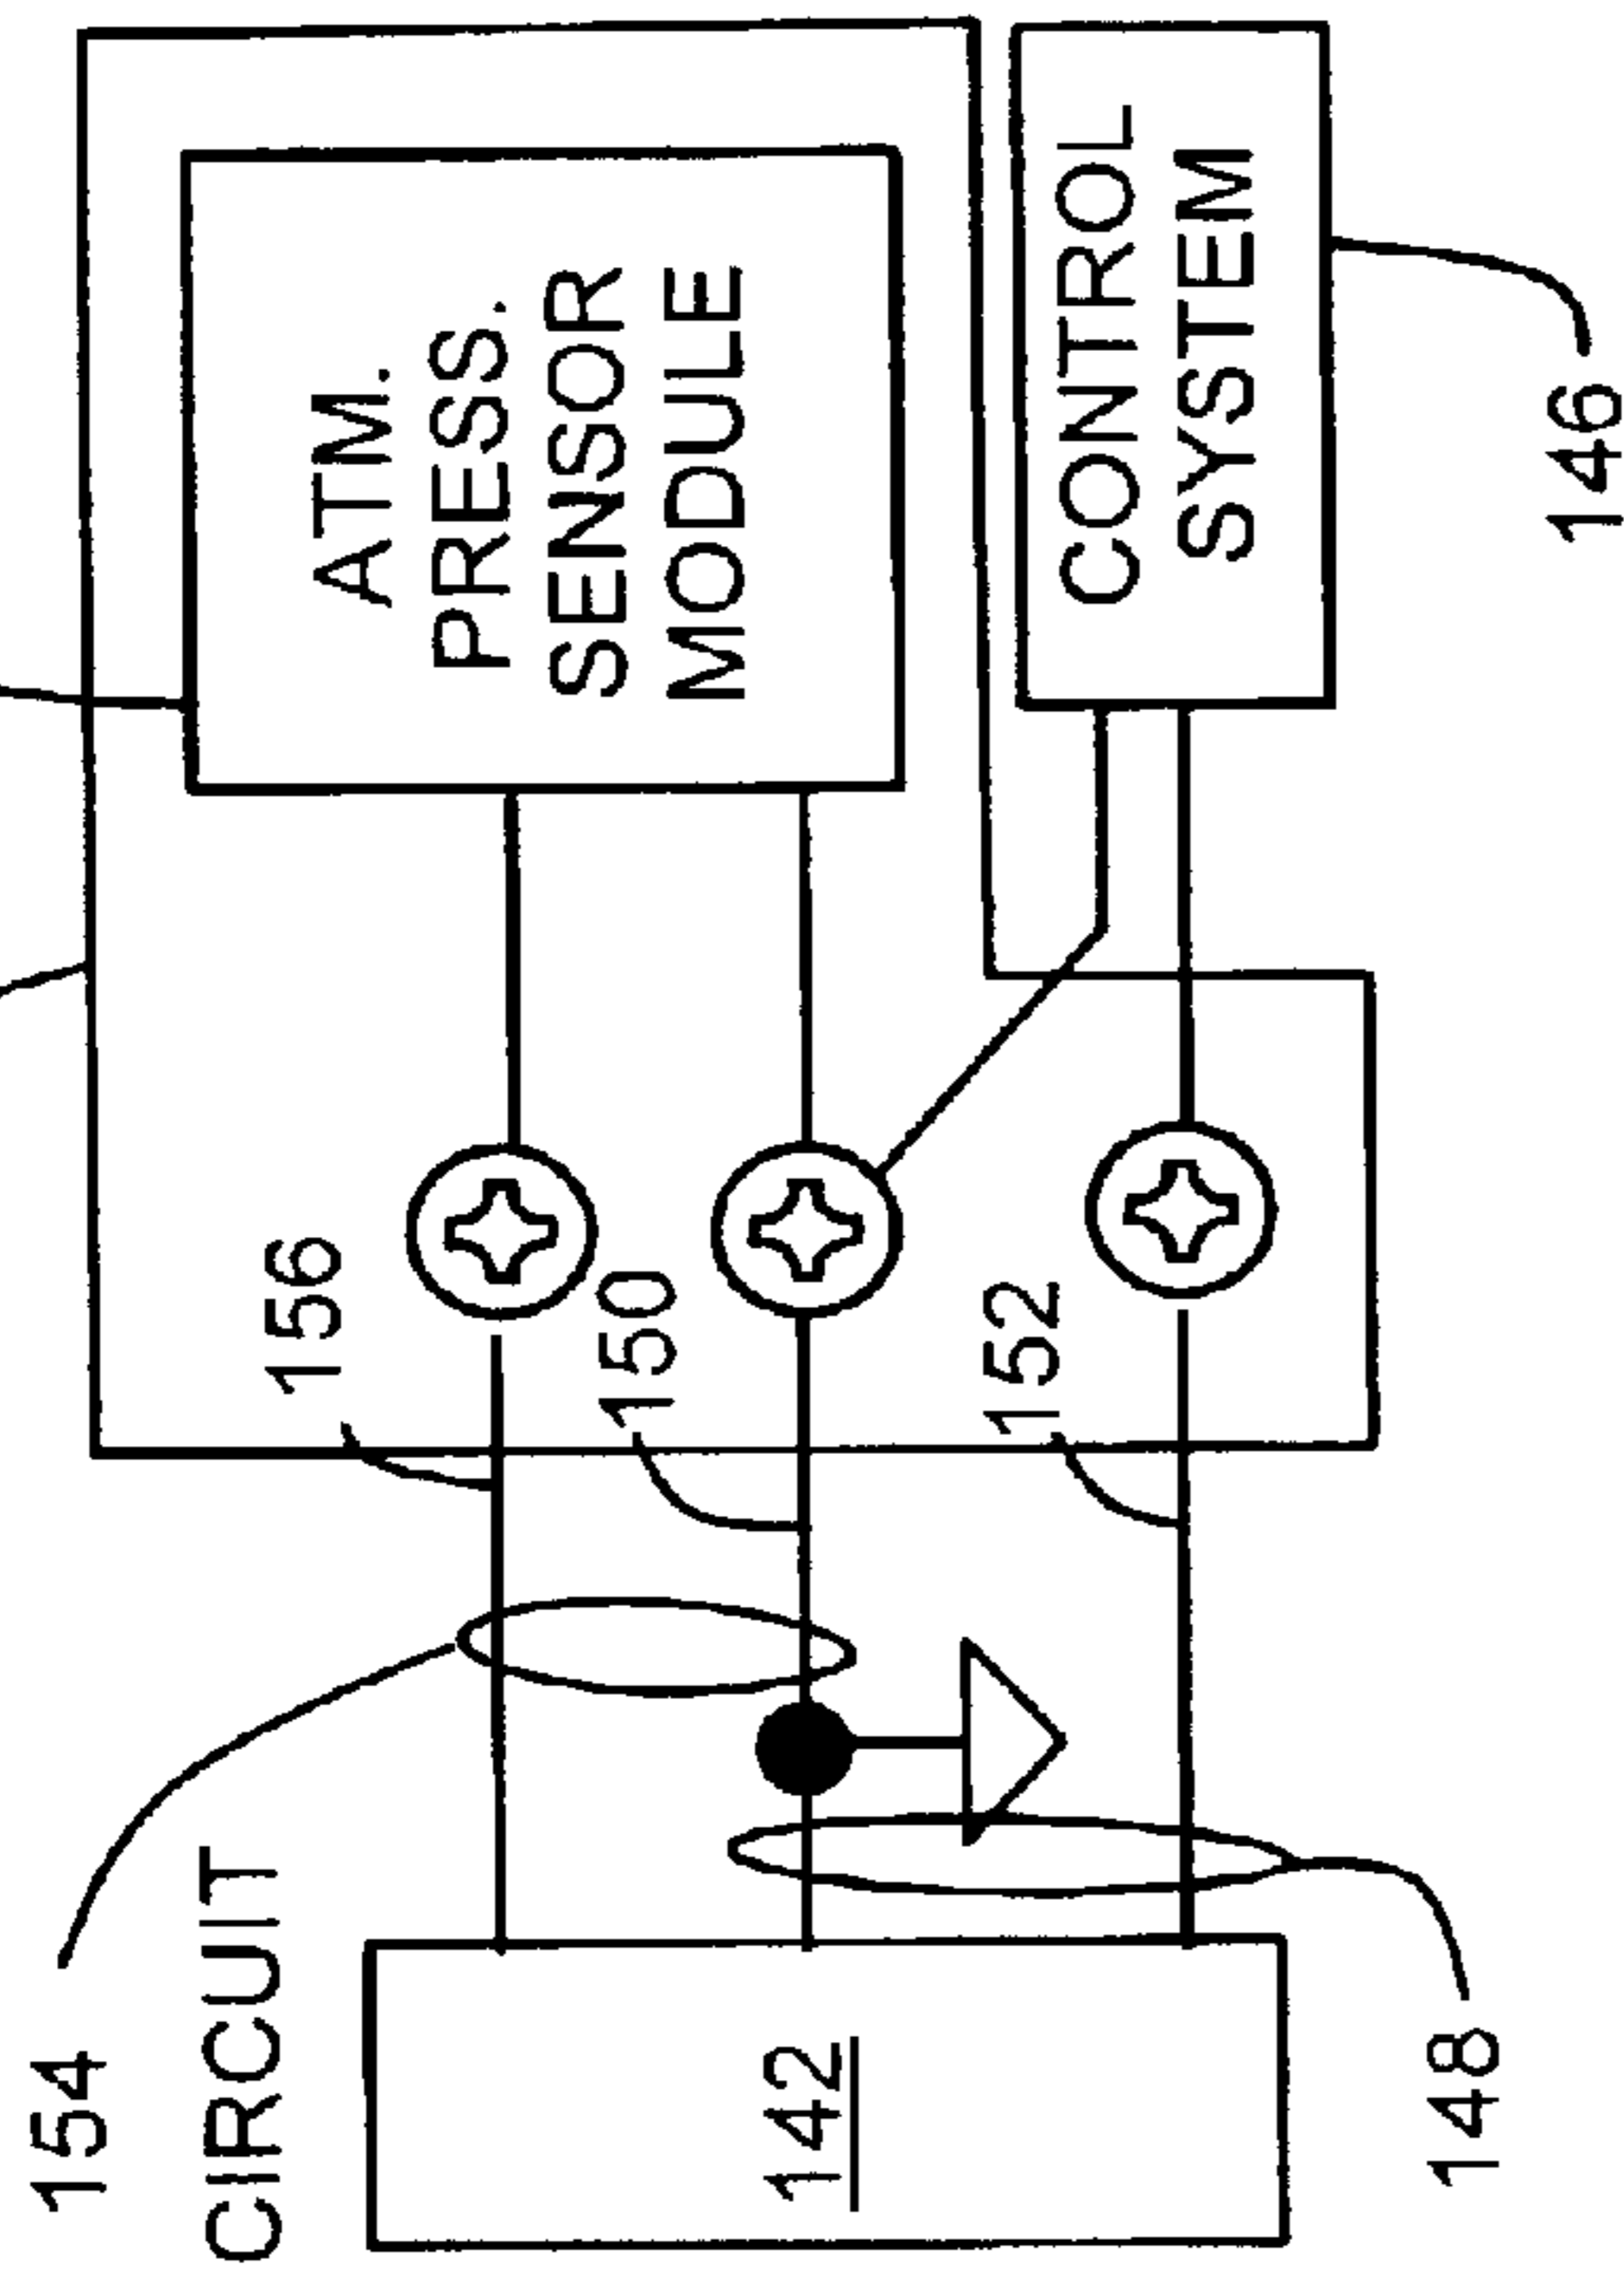 154
CIRCUIT
142
148
156
150
152
ATM.
PRESS.
SENSOR
MODULE
CONTROL
SYSTEM
146